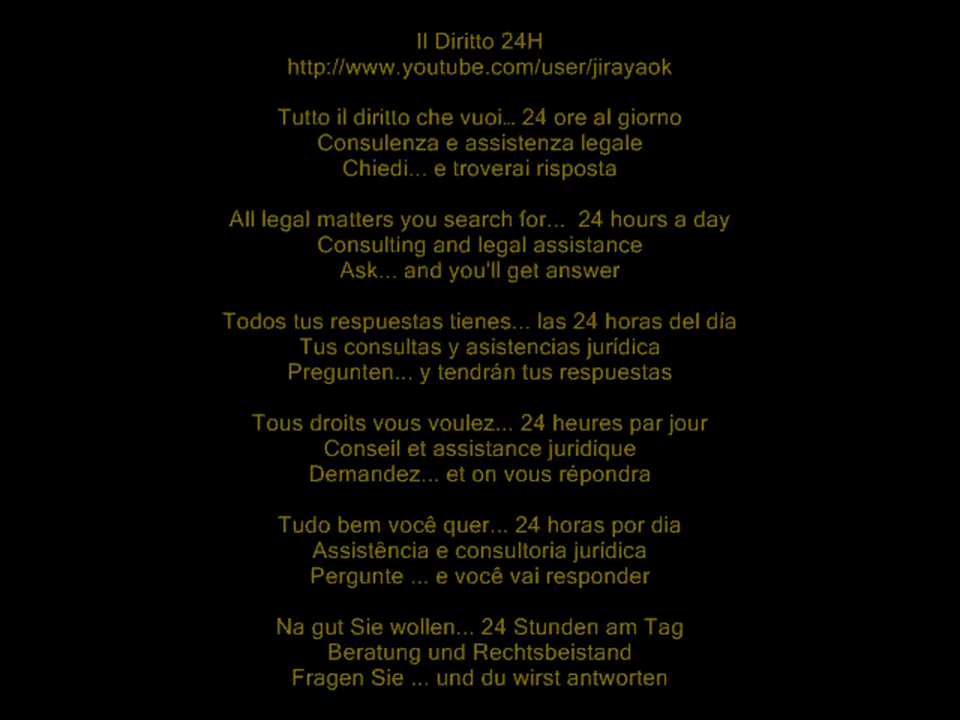 Il Diritto 24H
http://www.youtube.com/user/jirayaok
Tutto il diritto che vuoi... 24 ore al giorno
Consulenza e assistenza legale
Chiedi... e troverai risposta
All legal matters you search for...  24 hours a day
Consulting and legal assistance
Ask... and you'll get answer
Todos tus respuestas tienes... las 24 horas del día
Tus consultas y asistencias jurídica
Pregunten... y tendrán tus respuestas
Tous droits vous voulez... 24 heures par jour
Conseil et assistance juridique
Demandez... et on vous répondra
Tudo bem você quer... 24 horas por dia
Assistência e consultoria jurídica
Pergunte ... e você vai responder
Na gut Sie wollen... 24 Stunden am Tag
Beratung und Rechtsbeistand
Fragen Sie ... und du wirst antworten